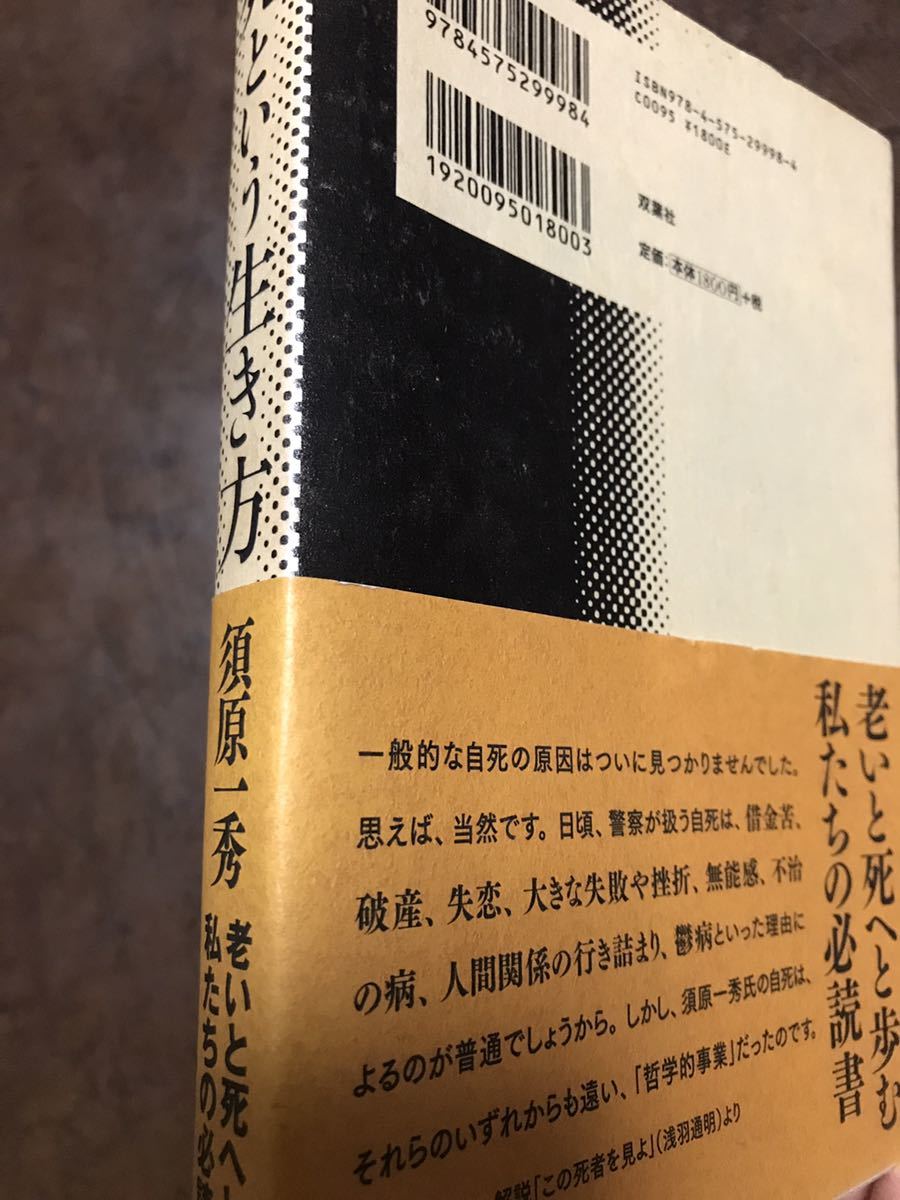 死という生き方
須原一秀
老いと死へと
私たちの必読
9784575299984
1920095018003
ISBN978-4-575-29998-4
C0095 ¥1800E
双葉社
定価:本体1800円+税
老いと死へと歩む
私たちの必読書
一般的な自死の原因はついに見つかりませんでした。
思えば、当然です。日頃、警察が扱う自死は、借金苦、
破産、失恋、大きな失敗や挫折、無能感、不治
の病、人間関係の行き詰まり、鬱病といった理由に
よるのが普通でしょうから。しかし、須原一秀氏の自死は、
それらのいずれからも遠い、「哲学的事業」だったのです。
解説「この死者を見よ」(浅羽通明)より